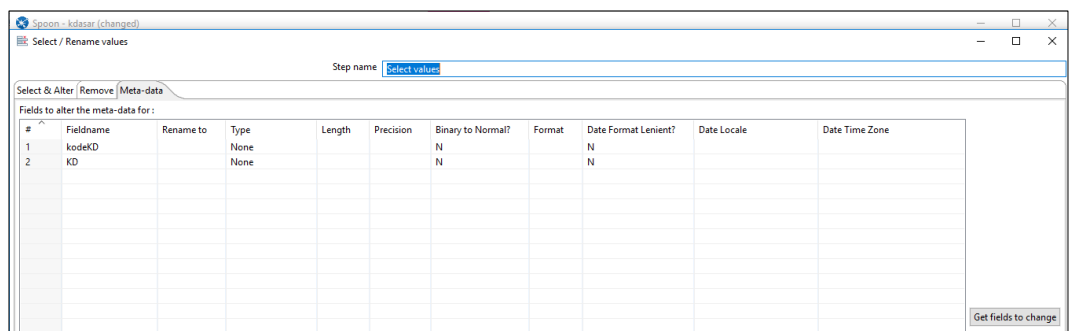 Spoon - kdasar (changed)
Select / Rename values
Step name Select values
Select & Alter Remove Meta-data
Fields to alter the meta-data for :
# Fieldname Rename to Type Length Precision Binary to Normal? Format Date Format Lenient? Date Locale Date Time Zone
1 kodeKD None N N
2 KD None N N
Get fields to change